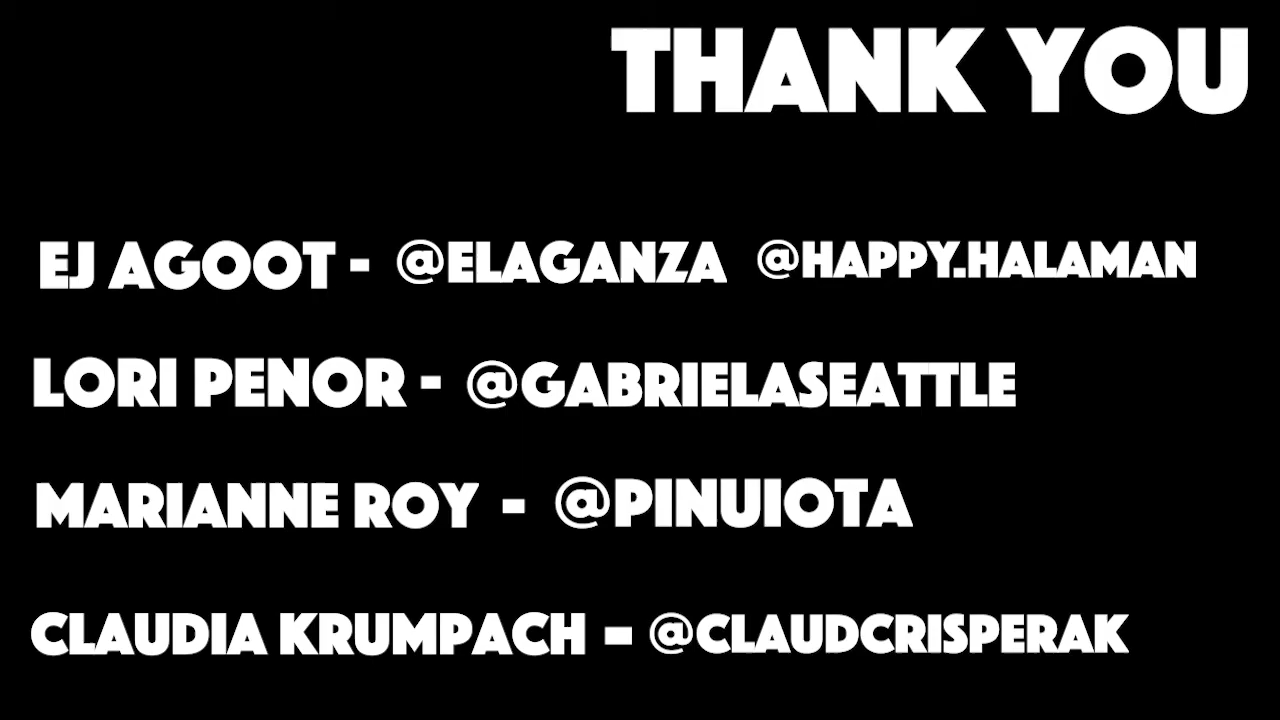 THANK YOU
EJ AGOOT - @ELAGANZA @HAPPY.HALAMAN
LORI PENOR - @GABRIELASEATTLE
MARIANNE ROY - @PINUIOTA
CLAUDIA KRUMPACH - @CLAUDCRISPERAK